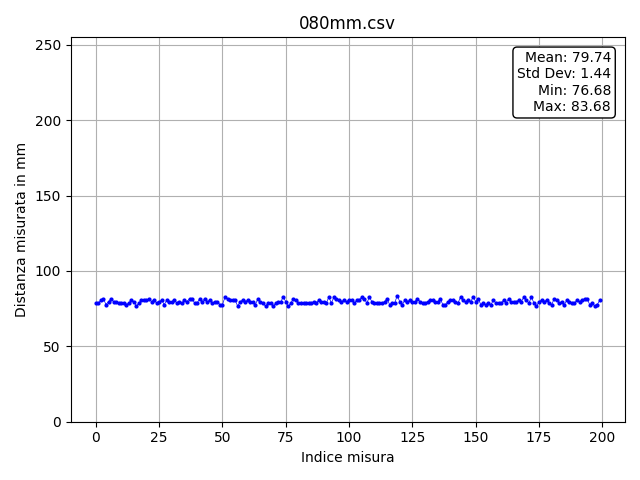 080mm.csv
250
200
150
100
50
0
Distanza misurata in mm
Mean: 79.74
Std Dev: 1.44
Min: 76.68
Max: 83.68
0 25 50 75 100 125 150 175 200
Indice misura